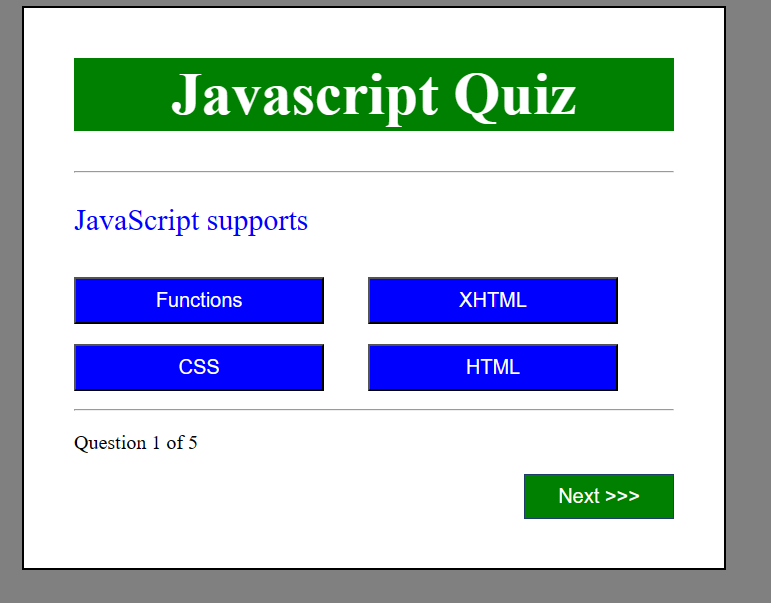 Javascript Quiz
JavaScript supports
Functions
XHTML
CSS
HTML
Question 1 of 5
Next >>>